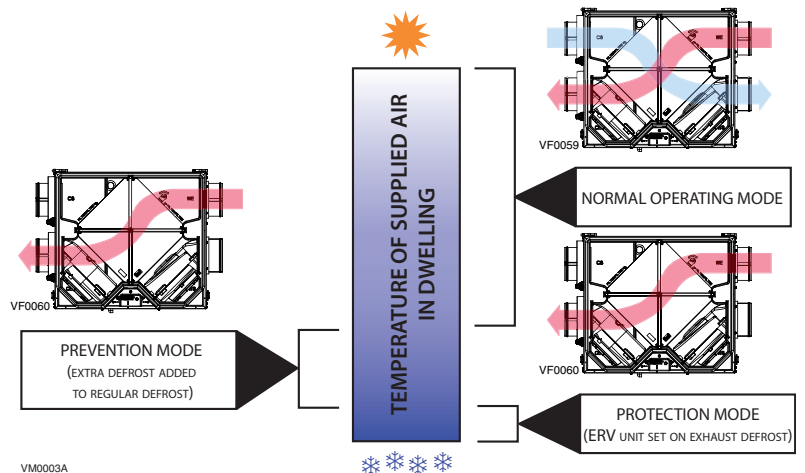 VF0059
NORMAL OPERATING MODE
TEMPERATURE OF SUPPLIED AIR
IN DWELLING
VF0060
PREVENTION MODE
(EXTRA DEFROST ADDED
TO REGULAR DEFROST)
VF0060
PROTECTION MODE
(ERV UNIT SET ON EXHAUST DEFROST)
VM0003A